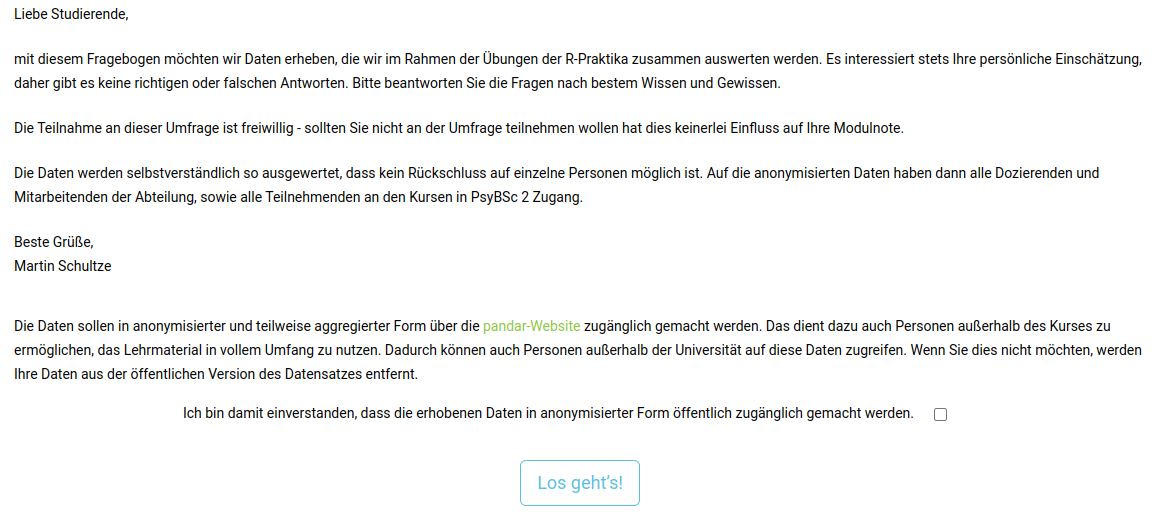 Liebe Studierende,
mit diesem Fragebogen möchten wir Daten erheben, die wir im Rahmen der Übungen der R-Praktika zusammen auswerten werden. Es interessiert stets Ihre persönliche Einschätzung,
daher gibt es keine richtigen oder falschen Antworten. Bitte beantworten Sie die Fragen nach bestem Wissen und Gewissen.
Die Teilnahme an dieser Umfrage ist freiwillig - sollten Sie nicht an der Umfrage teilnehmen wollen hat dies keinerlei Einfluss auf Ihre Modulnote.
Die Daten werden selbstverständlich so ausgewertet, dass kein Rückschluss auf einzelne Personen möglich ist. Auf die anonymisierten Daten haben dann alle Dozierenden und
Mitarbeitenden der Abteilung, sowie alle Teilnehmenden an den Kursen in PsyBSc 2 Zugang.
Beste Grüße,
Martin Schultze
Die Daten sollen in anonymisierter und teilweise aggregierter Form über die pandar-Website zugänglich gemacht werden. Das dient dazu auch Personen außerhalb des Kurses zu
ermöglichen, das Lehrmaterial in vollem Umfang zu nutzen. Dadurch können auch Personen außerhalb der Universität auf diese Daten zugreifen. Wenn Sie dies nicht möchten, werden
Ihre Daten aus der öffentlichen Version des Datensatzes entfernt.
Ich bin damit einverstanden, dass die erhobenen Daten in anonymisierter Form öffentlich zugänglich gemacht werden.
Los geht's!